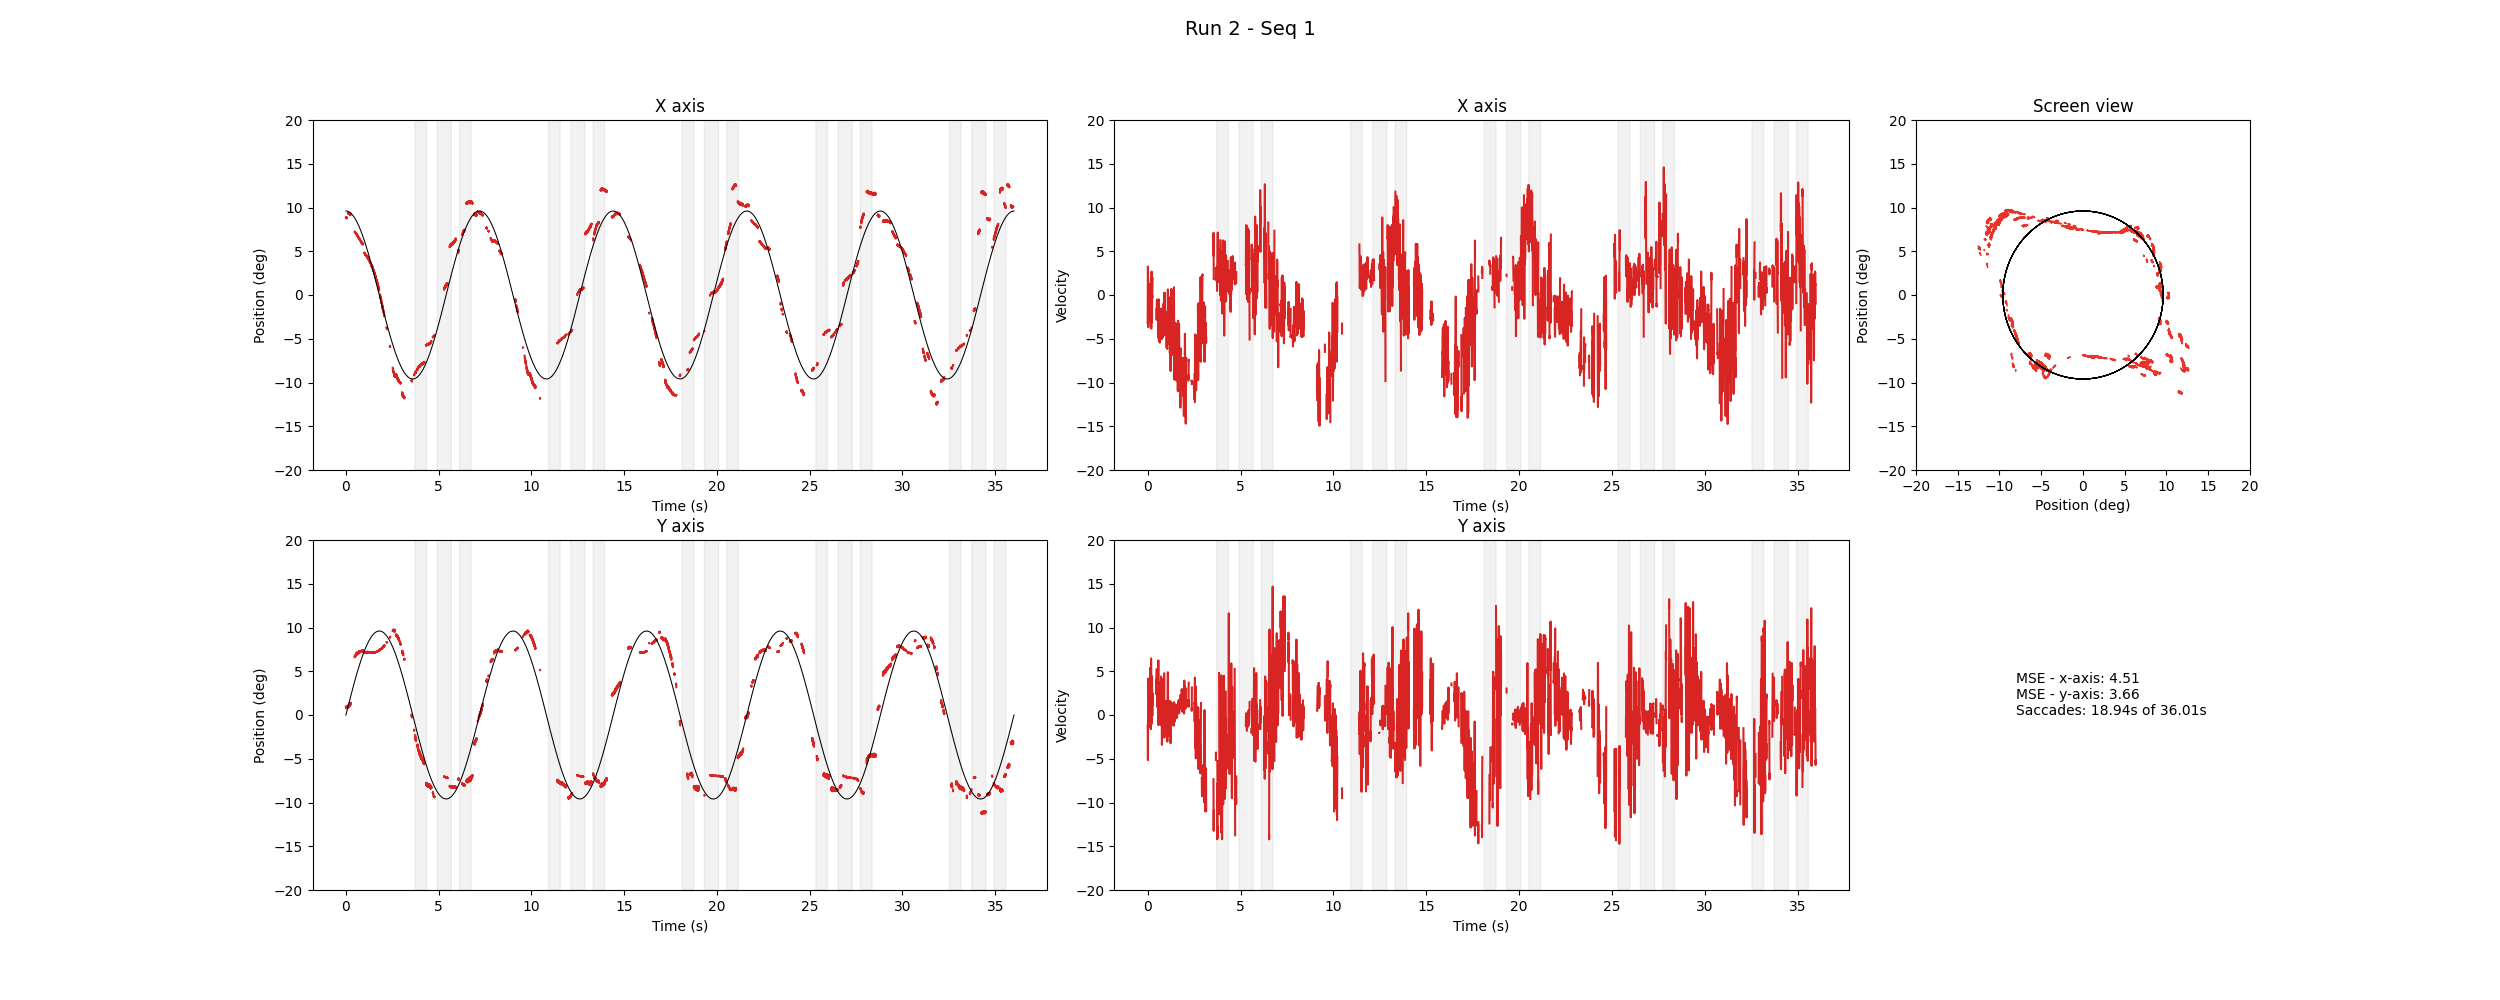 Run 2 - Seq 1
X axis
X axis
Screen view
20
15
10
5
0
−5
−10
−15
−20
Position (deg)
0 5 10 15 20 25 30 35
Time (s)
20
15
10
5
0
−5
−10
−15
−20
Velocity
0 5 10 15 20 25 30 35
Time (s)
20
15
10
5
0
−5
−10
−15
−20
Position (deg)
−20 −15 −10 −5 0 5 10 15 20
Position (deg)
Y axis
Y axis
20
15
10
5
0
−5
−10
−15
−20
Position (deg)
0 5 10 15 20 25 30 35
Time (s)
20
15
10
5
0
−5
−10
−15
−20
Velocity
0 5 10 15 20 25 30 35
Time (s)
MSE - x-axis: 4.51
MSE - y-axis: 3.66
Saccades: 18.94s of 36.01s